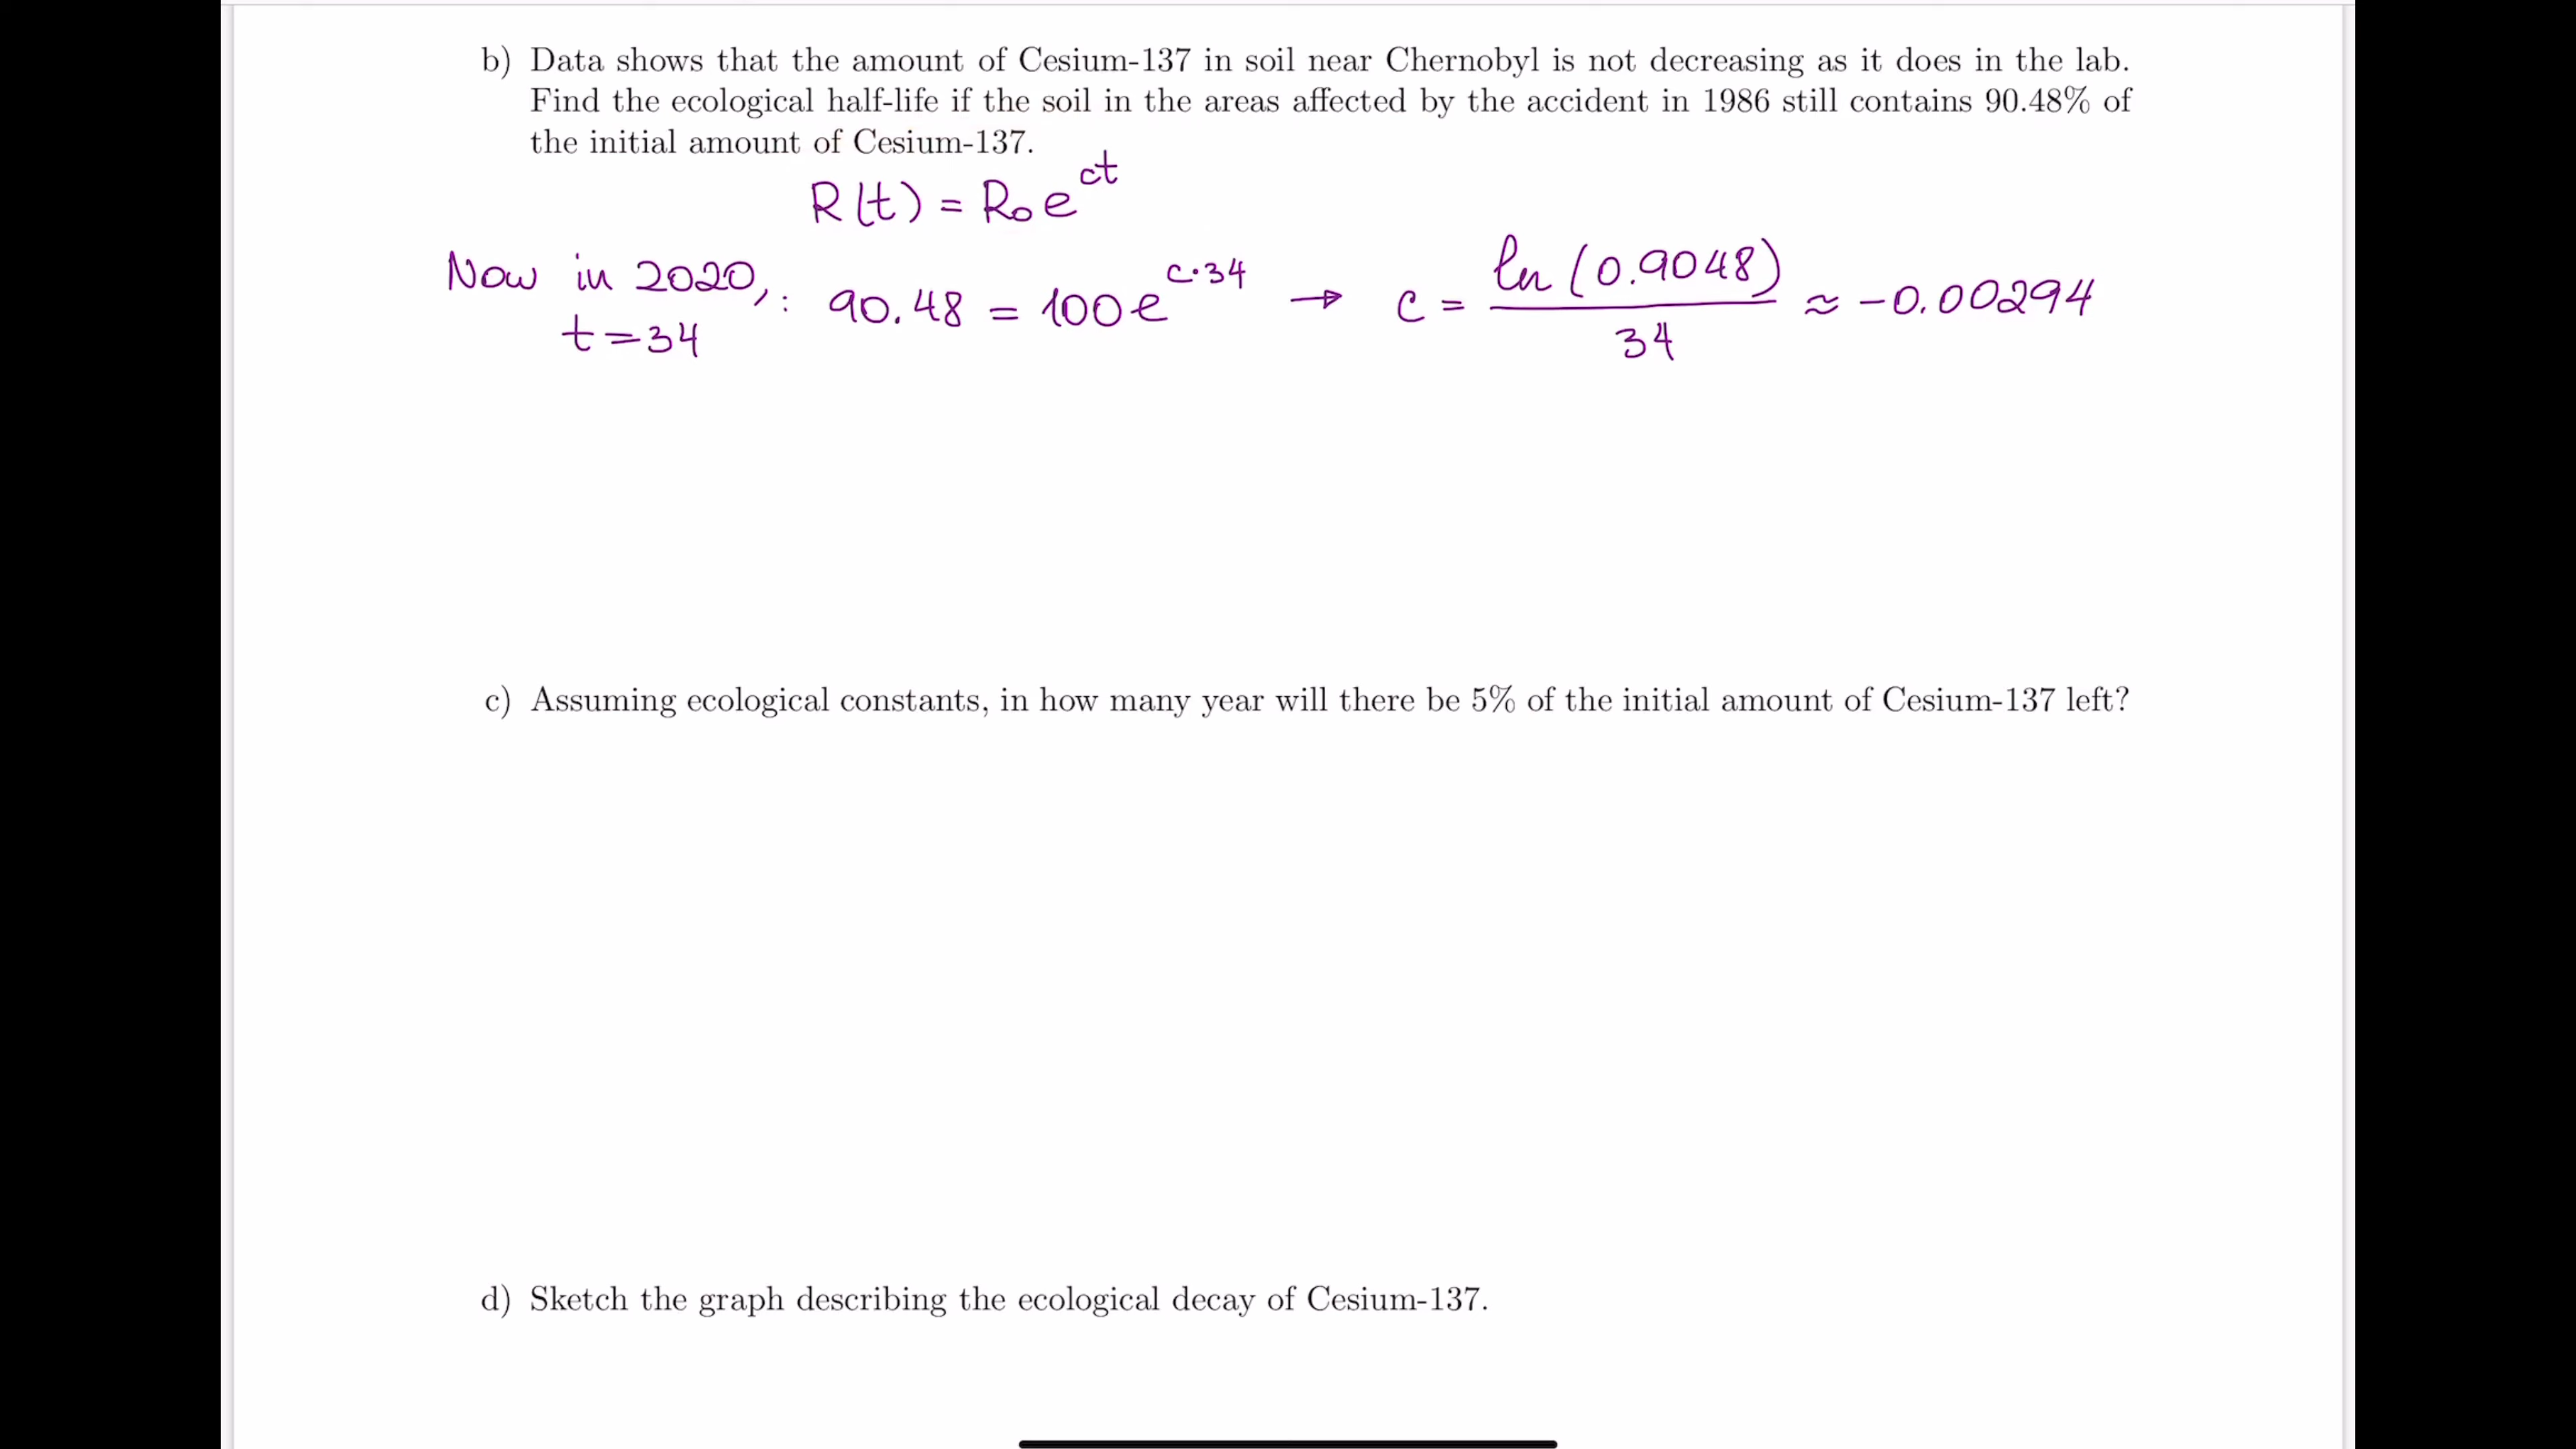 b) Data shows that the amount of Cesium-137 in soil near Chernobyl is not decreasing as it does in the lab.
Find the ecological half-life if the soil in the areas affected by the accident in 1986 still contains 90.48% of
the initial amount of Cesium-137.
R(t) = R₀e^ct
Now in 2020, : 90.48 = 100e^c·34 → c = ln(0.9048)/34 ≈ -0.00294
t=34
c) Assuming ecological constants, in how many year will there be 5% of the initial amount of Cesium-137 left?
d) Sketch the graph describing the ecological decay of Cesium-137.